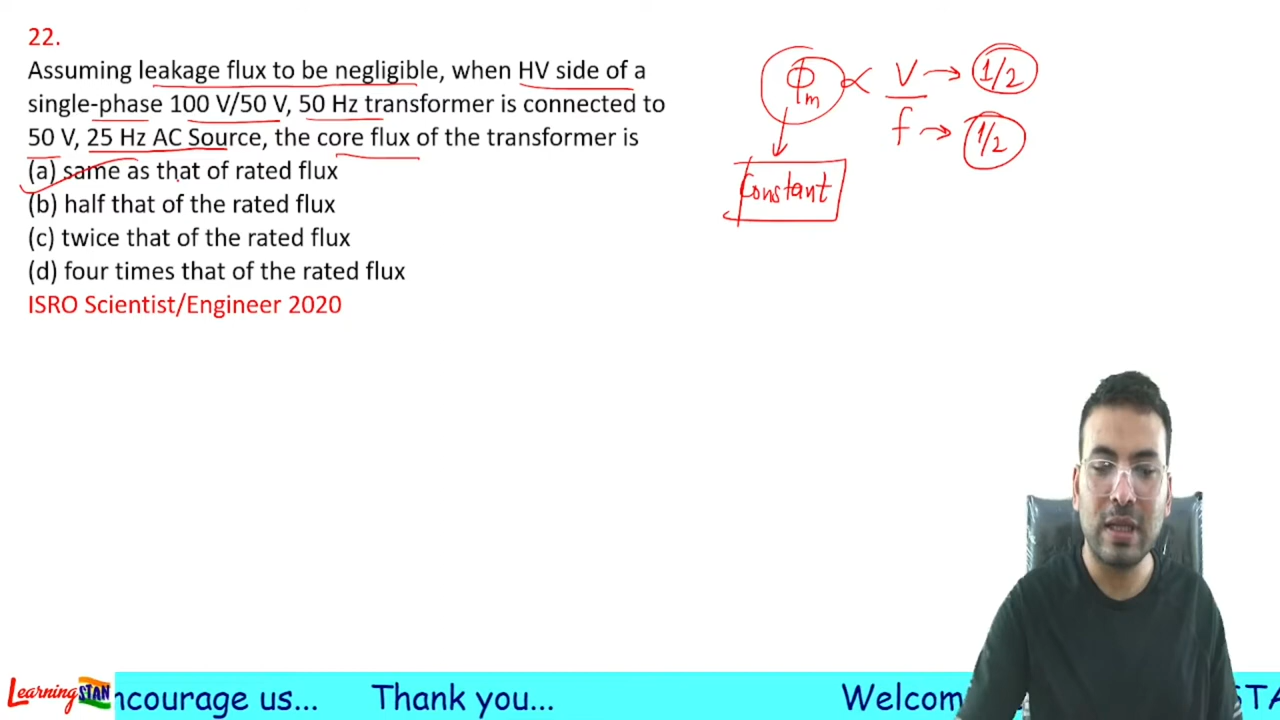 22.
Assuming leakage flux to be negligible, when HV side of a
single-phase 100 V/50 V, 50 Hz transformer is connected to
50 V, 25 Hz AC Source, the core flux of the transformer is
(a) same as that of rated flux
(b) half that of the rated flux
(c) twice that of the rated flux
(d) four times that of the rated flux
ISRO Scientist/Engineer 2020
ϕm ∝ V/f
V → 1/2
f → 1/2
Constant
LearningSTAN
ncourage us... Thank you... Welcom STA